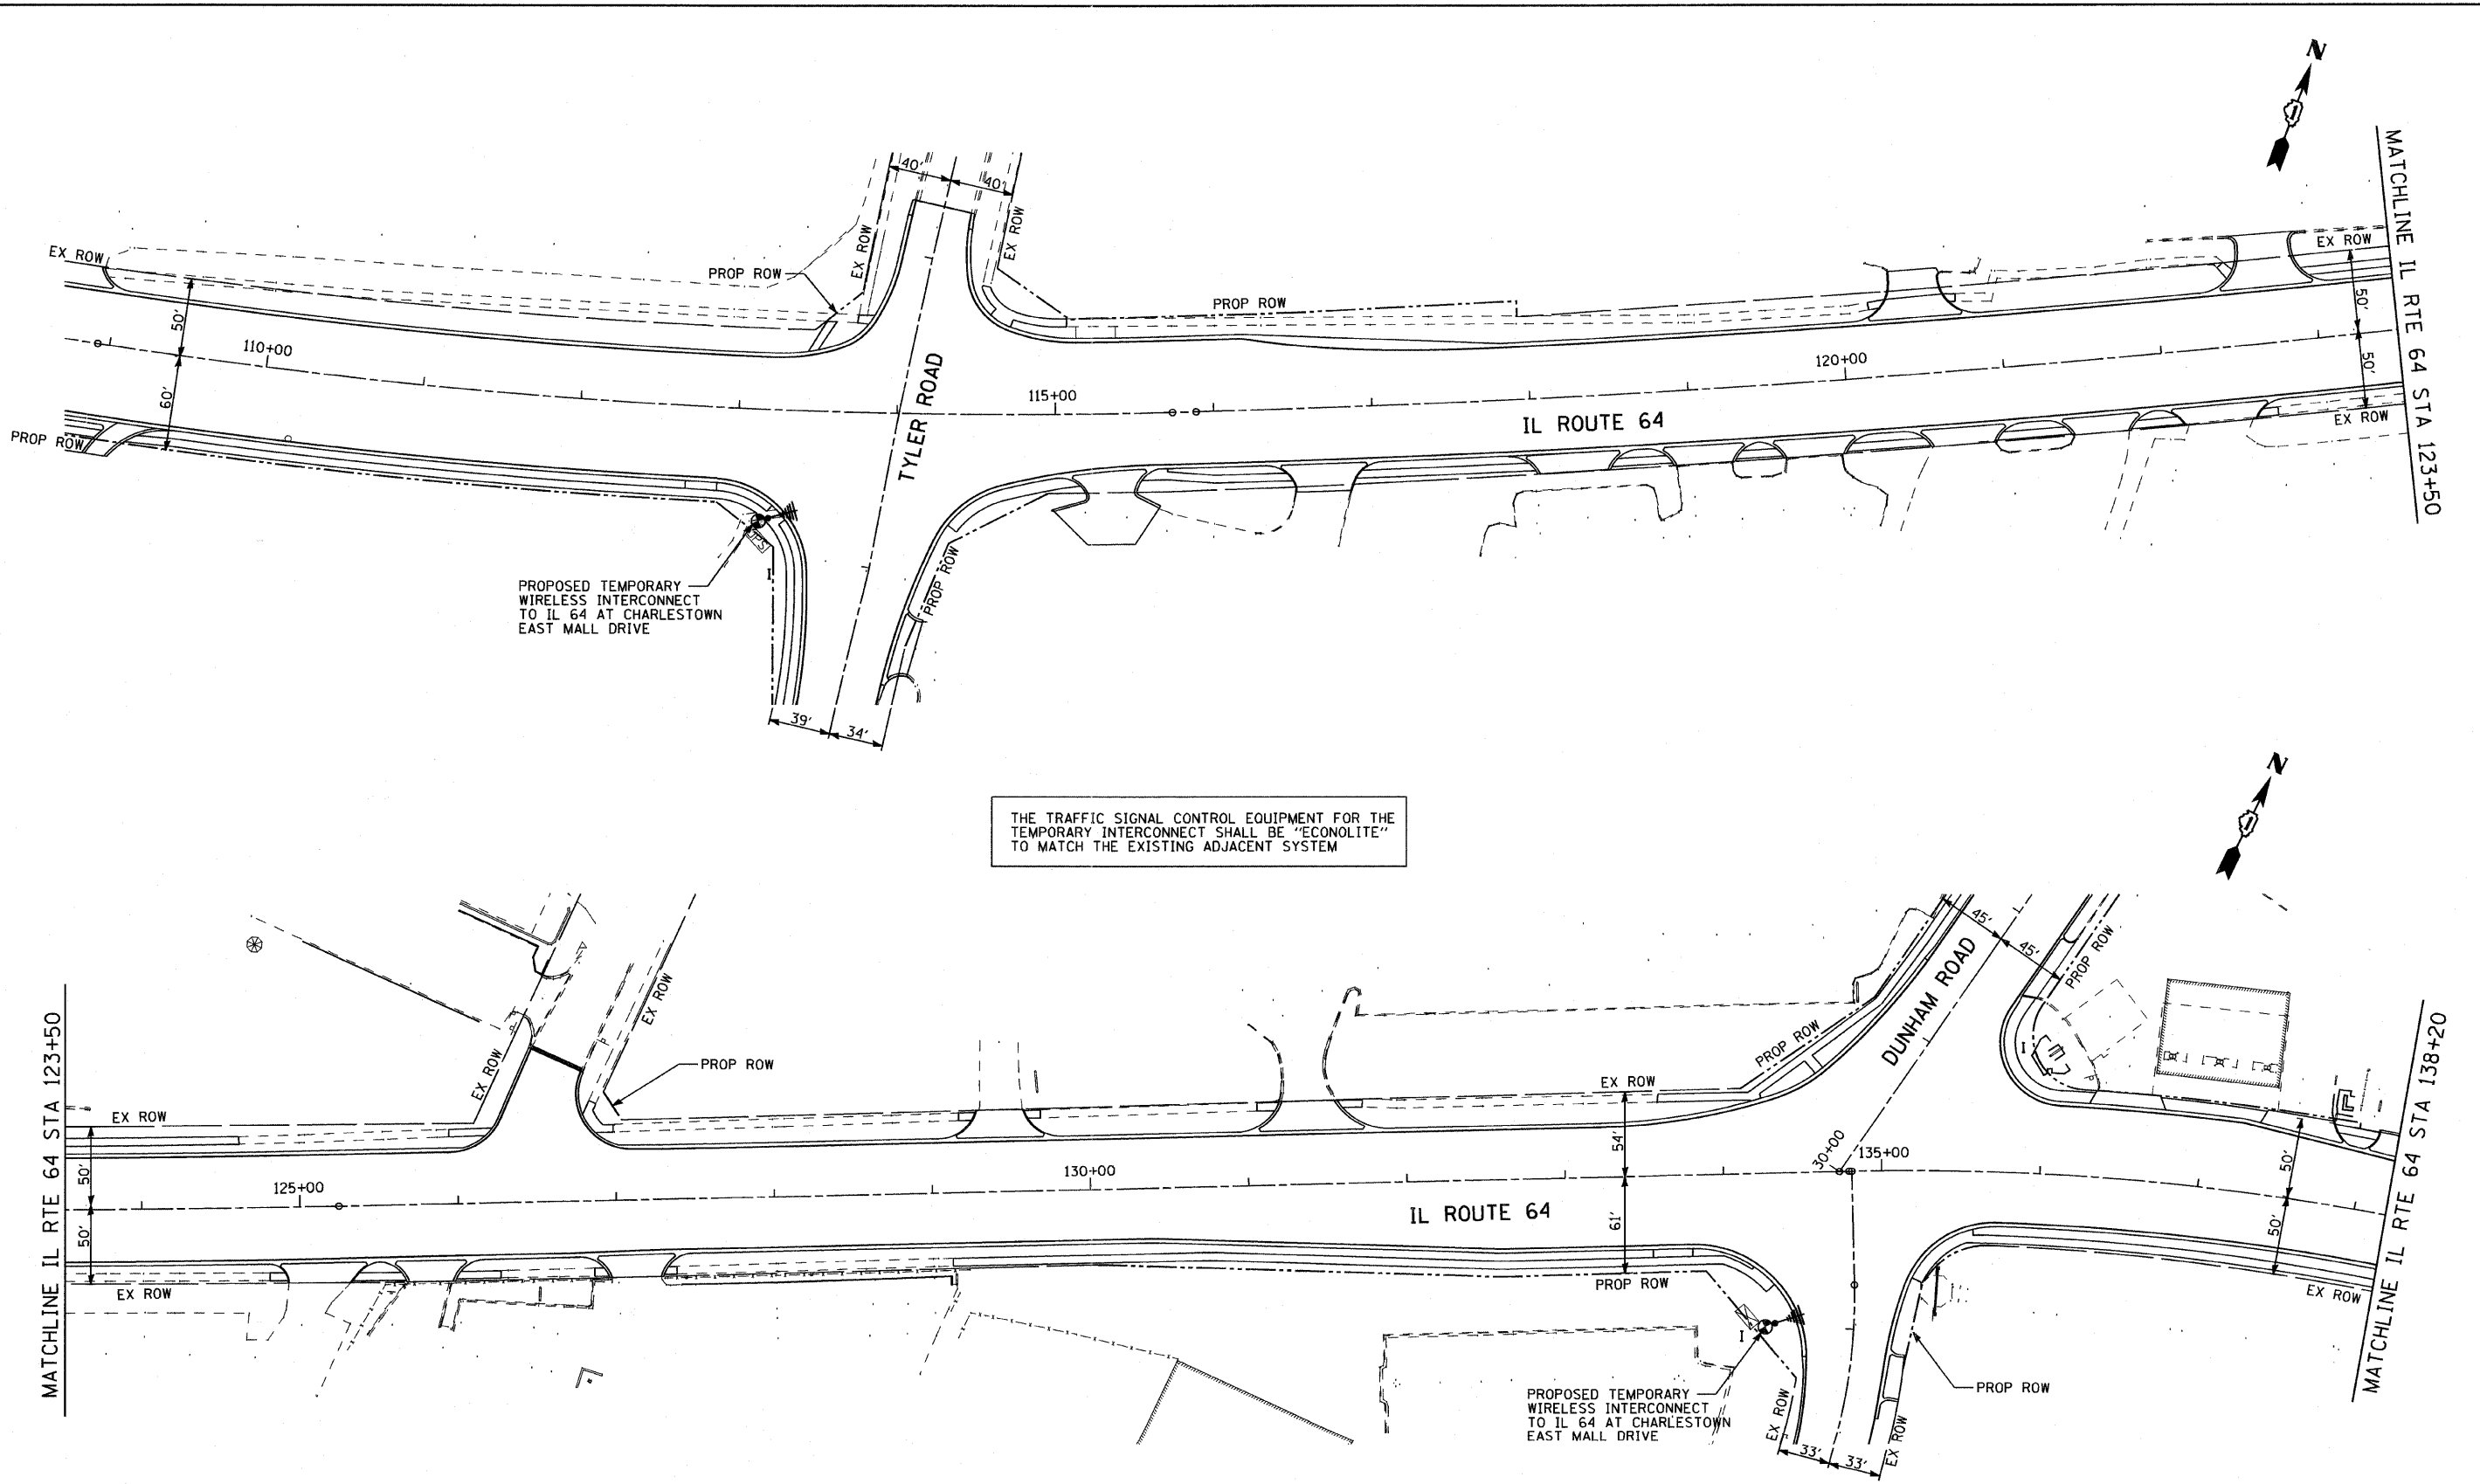 N
MATCHLINE IL RTE 64 STA 123+50
40'
40'
EX ROW
EX ROW
EX ROW
PROP ROW
PROP ROW
EX ROW
50'
50'
110+00
120+00
60'
115+00
50'
TYLER ROAD
IL ROUTE 64
EX ROW
PROP ROW
UPS
PROP ROW
I
PROPOSED TEMPORARY
WIRELESS INTERCONNECT
TO IL 64 AT CHARLESTOWN
EAST MALL DRIVE
39'
34'
N
THE TRAFFIC SIGNAL CONTROL EQUIPMENT FOR THE
TEMPORARY INTERCONNECT SHALL BE "ECONOLITE"
TO MATCH THE EXISTING ADJACENT SYSTEM
MATCHLINE IL RTE 64 STA 123+50
45'
45'
DUNHAM ROAD
PROP ROW
EX ROW
EX ROW
PROP ROW
PROP ROW
EX ROW
I
EX ROW
50'
54'
50'
125+00
130+00
30+00
135+00
IL ROUTE 64
50'
61'
50'
EX ROW
PROP ROW
EX ROW
I
PROPOSED TEMPORARY
WIRELESS INTERCONNECT
TO IL 64 AT CHARLESTOWN
EAST MALL DRIVE
PROP ROW
EX ROW
EX ROW
33'
33'
MATCHLINE IL RTE 64 STA 138+20